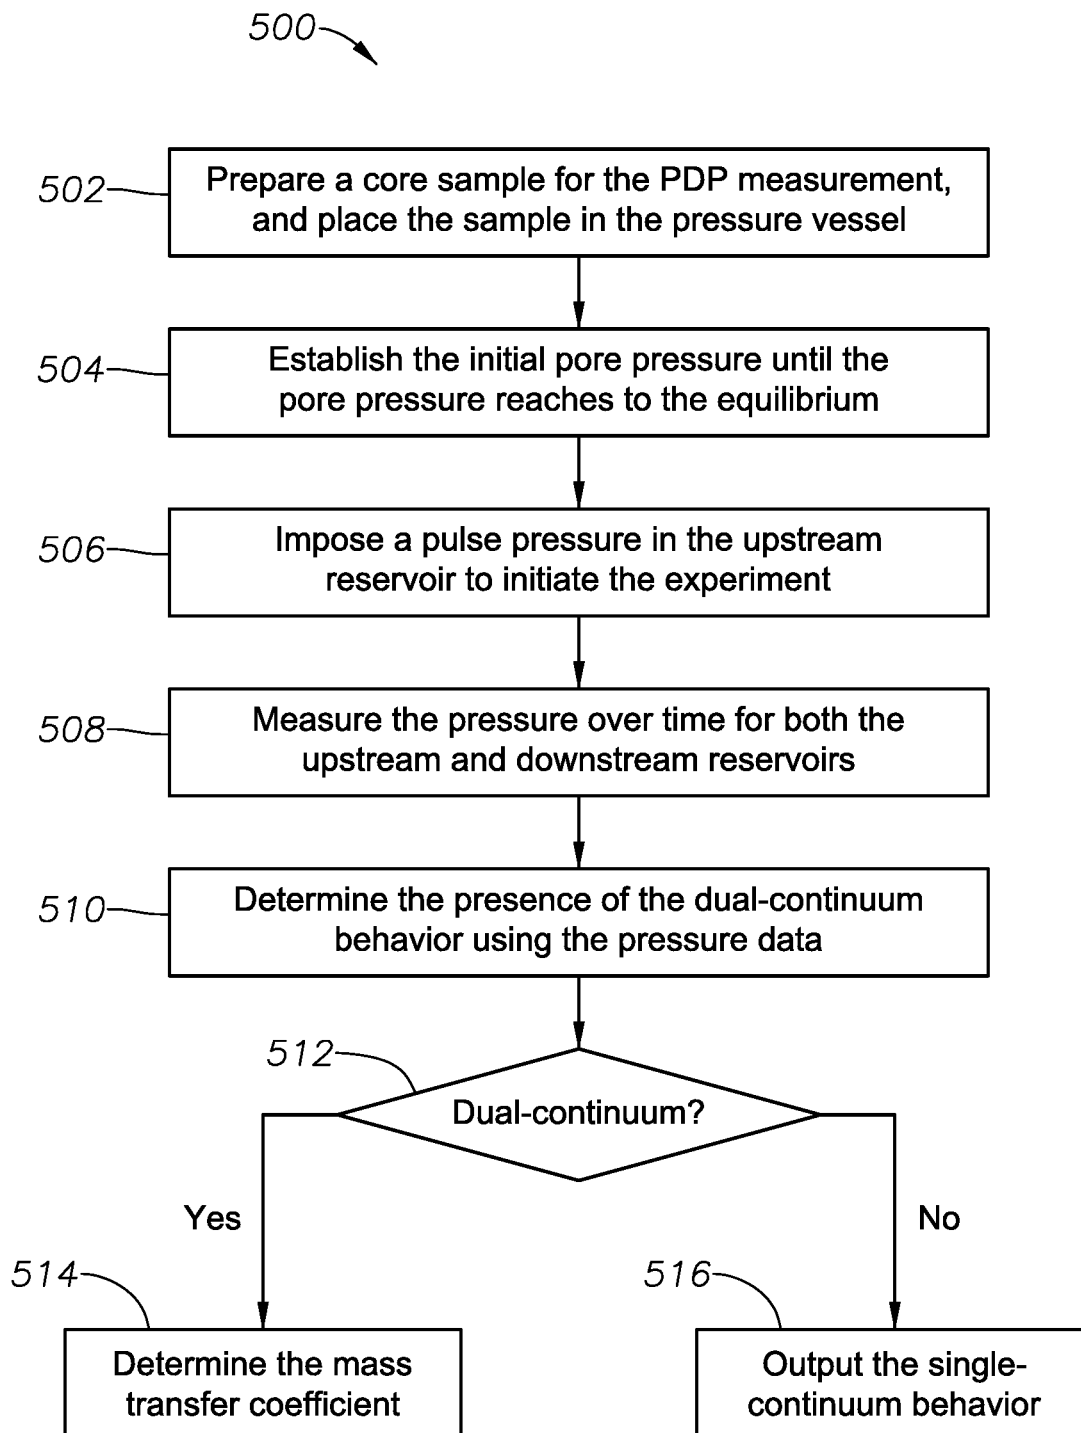 500
502
Prepare a core sample for the PDP measurement,
and place the sample in the pressure vessel
504
Establish the initial pore pressure until the
pore pressure reaches to the equilibrium
506
Impose a pulse pressure in the upstream
reservoir to initiate the experiment
508
Measure the pressure over time for both the
upstream and downstream reservoirs
510
Determine the presence of the dual-continuum
behavior using the pressure data
512
Dual-continuum?
Yes
No
514
Determine the mass
transfer coefficient
516
Output the single-
continuum behavior